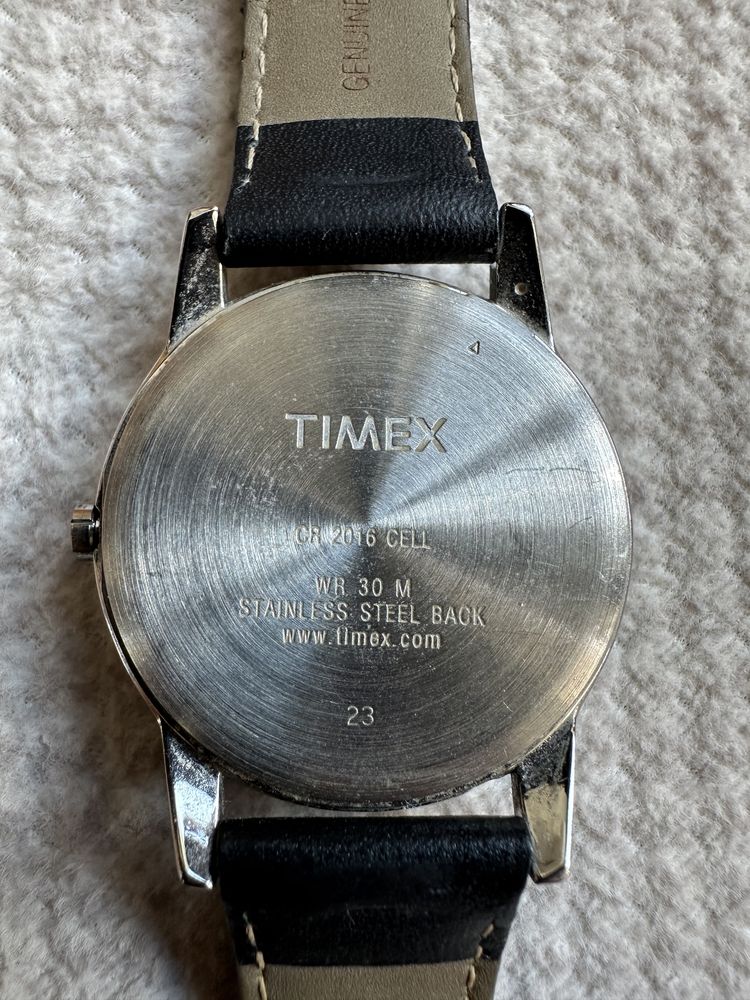 GENUINE
TIMEX
CR 2016 CELL
WR 30 M
STAINLESS STEEL BACK
www.timex.com
23